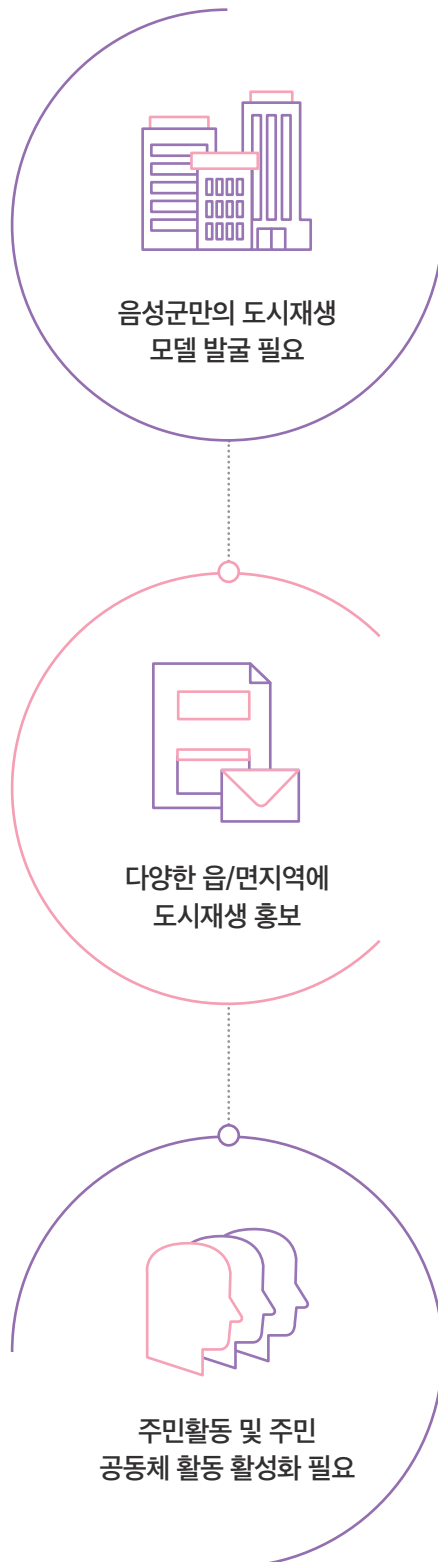 음성군만의 도시재생
모델 발굴 필요
다양한 읍/면지역에
도시재생 홍보
주민활동 및 주민
공동체 활동 활성화 필요